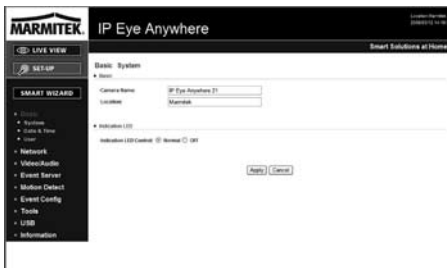 MARMITEK
IP Eye Anywhere
Smart Solutions at Home
LIVE VIEW
SET-UP
SMART WIZARD
Basic
System
Date & Time
User
Network
Video/Audio
Event Server
Motion Detect
Event Config
Tools
USB
Information
Basic System
Basic
Camera Name: IP Eye Anywhere 21
Location: Marmitek
Indication LED
Indication LED Control: Normal Off
Apply Cancel